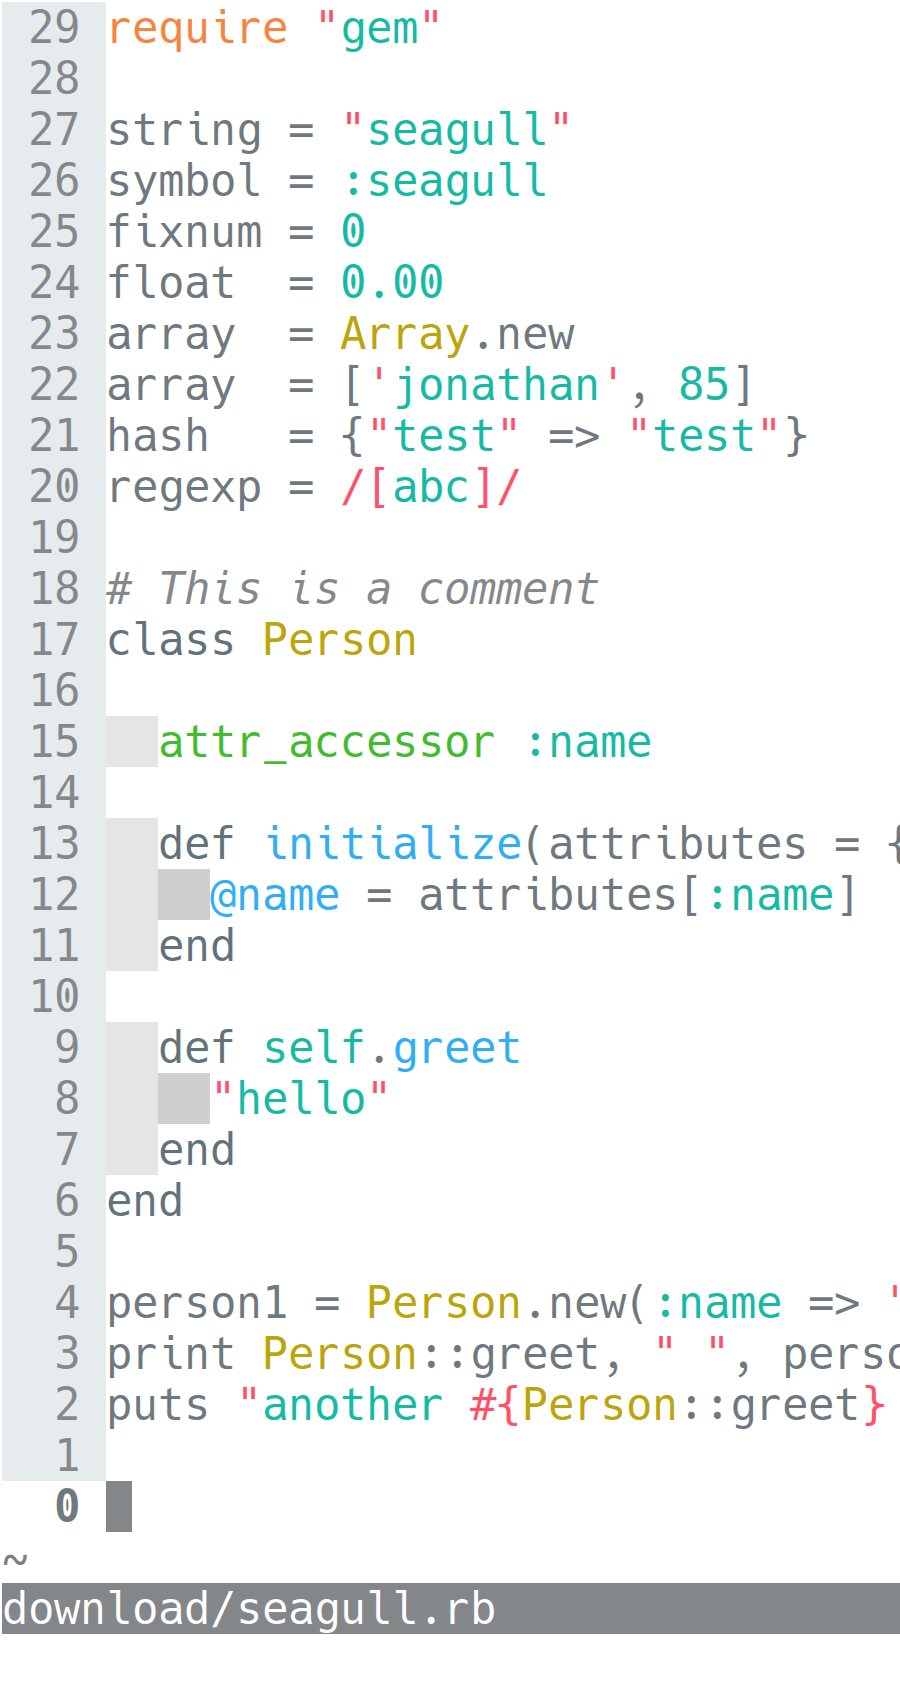 29 require "gem"
28
27 string = "seagull"
26 symbol = :seagull
25 fixnum = 0
24 float  = 0.00
23 array  = Array.new
22 array  = ['jonathan', 85]
21 hash   = {"test" => "test"}
20 regexp = /[abc]/
19
18 # This is a comment
17 class Person
16
15   attr_accessor :name
14
13   def initialize(attributes = {
12     @name = attributes[:name]
11   end
10
 9   def self.greet
 8     "hello"
 7   end
 6 end
 5
 4 person1 = Person.new(:name => "
 3 print Person::greet, " ", perso
 2 puts "another #{Person::greet}
 1
 0
~
download/seagull.rb